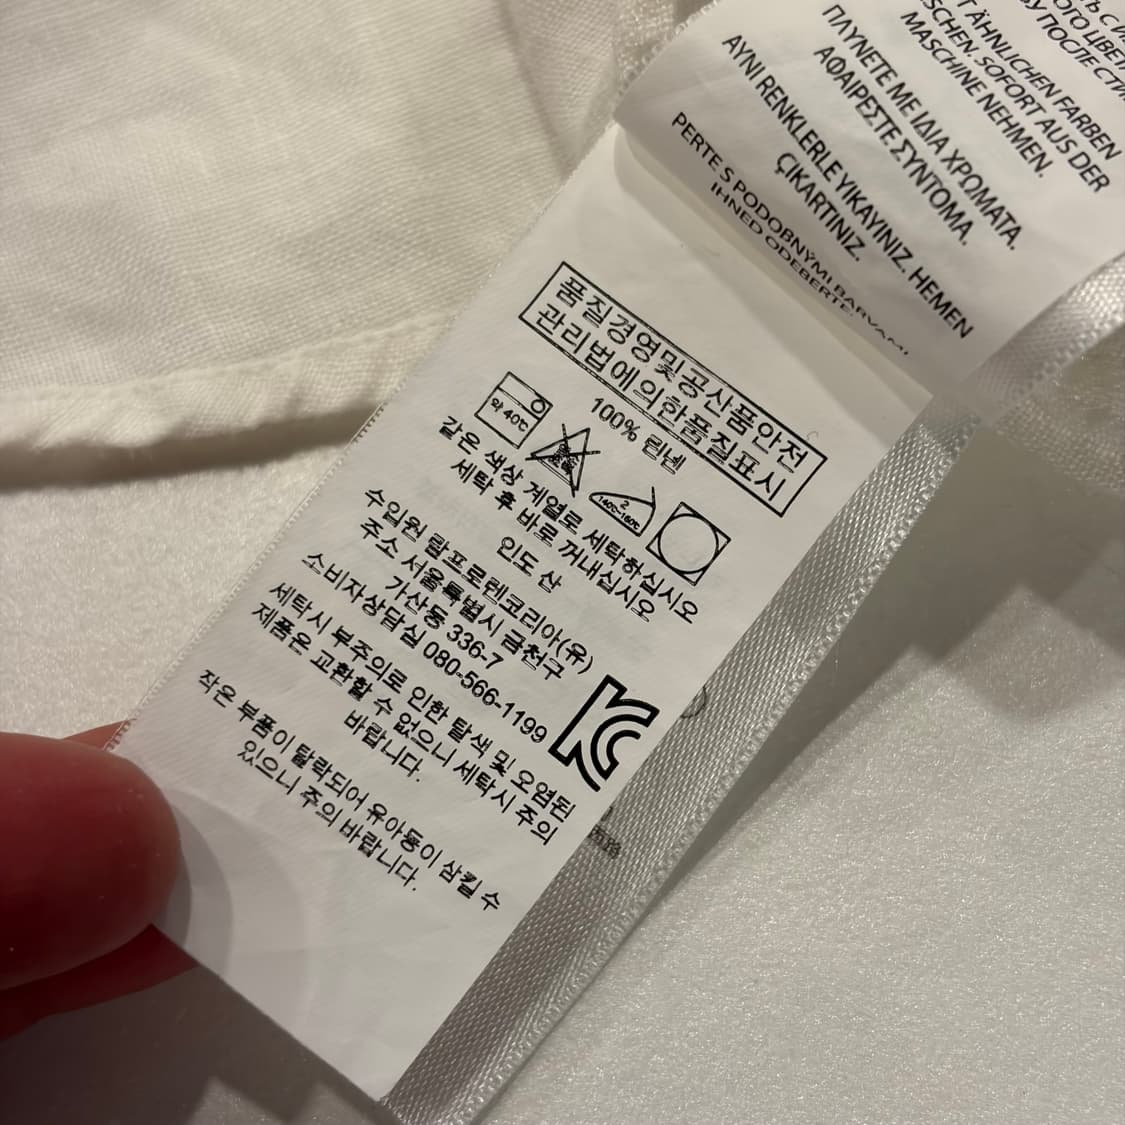 ÄHNLICHEN FARBEN
SOFORT AUS DER
MASCHINE NEHMEN.
ΠΛΥΝΕΤΕ ΜΕ ΙΔΙΑ ΧΡΩΜΑΤΑ.
ΑΦΑΙΡΕΣΤΕ ΣΥΝΤΟΜΑ.
AYNI RENKLERLE YIKAYINIZ. HEMEN
ÇIKARTINIZ.
PERTE S PODOBNÝMI BARVAMI,
IHNED ODEBERTE.
품질경영및공산품안전
관리법에의한품질표시
100% 린넨
약 40℃
2
140℃~160℃
같은 색상 계열로 세탁하십시오
세탁 후 바로 꺼내십시오
인도 산
수입원 랄프로렌코리아(유)
주소 서울특별시 금천구
가산동 336-7
소비자상담실 080-566-1199
KC
세탁시 부주의로 인한 탈색 및 오염된
제품은 교환할 수 없으니 세탁시 주의
바랍니다.
작은 부품이 탈락되어 유아동이 삼킬 수
있으니 주의 바랍니다.